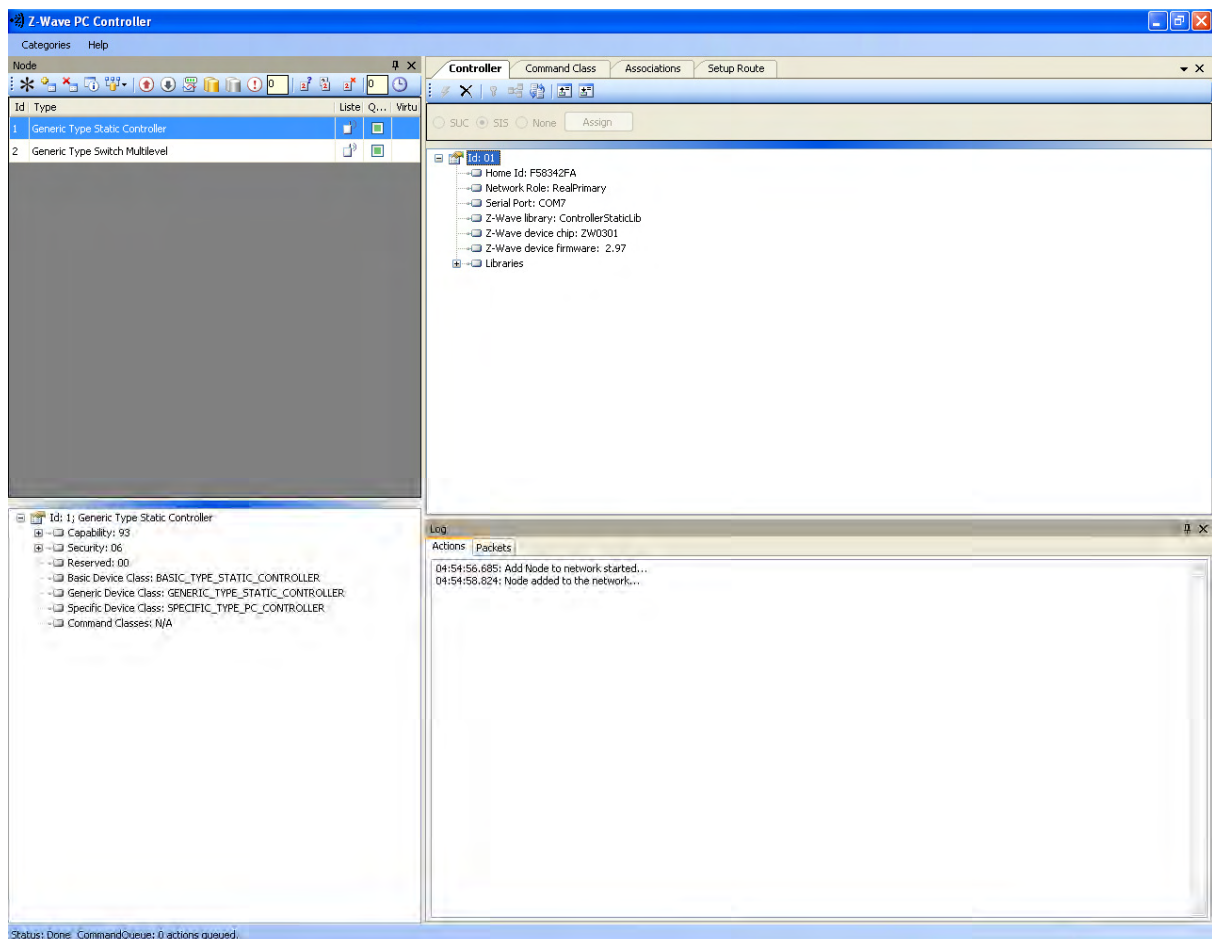 Z-Wave PC Controller
Categories Help
Node
0 0
Id Type Liste Q... Virtu
1 Generic Type Static Controller
2 Generic Type Switch Multilevel
Id: 1; Generic Type Static Controller
Capability: 93
Security: 06
Reserved: 00
Basic Device Class: BASIC_TYPE_STATIC_CONTROLLER
Generic Device Class: GENERIC_TYPE_STATIC_CONTROLLER
Specific Device Class: SPECIFIC_TYPE_PC_CONTROLLER
Command Classes: N/A
Controller Command Class Associations Setup Route
SUC SIS None Assign
Id: 01
Home Id: F58342FA
Network Role: RealPrimary
Serial Port: COM7
Z-Wave library: ControllerStaticLib
Z-Wave device chip: ZW0301
Z-Wave device firmware: 2.97
Libraries
Log
Actions Packets
04:54:56.685: Add Node to network started...
04:54:58.824: Node added to the network...
Status: Done CommandQueue: 0 actions queued.